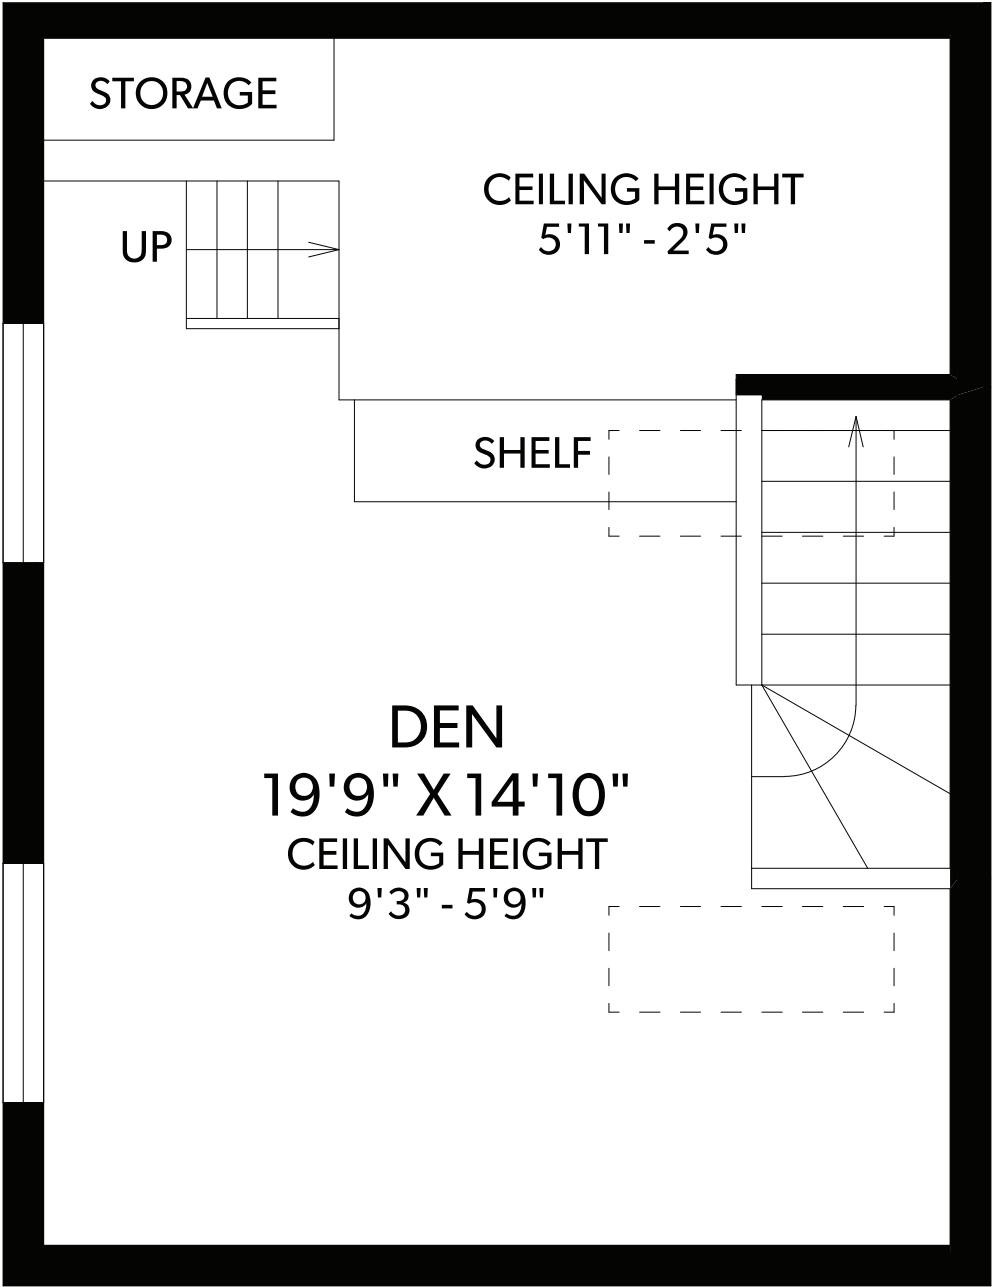 STORAGE
CEILING HEIGHT
5'11" - 2'5"
UP
SHELF
DEN
19'9" X 14'10"
CEILING HEIGHT
9'3" - 5'9"